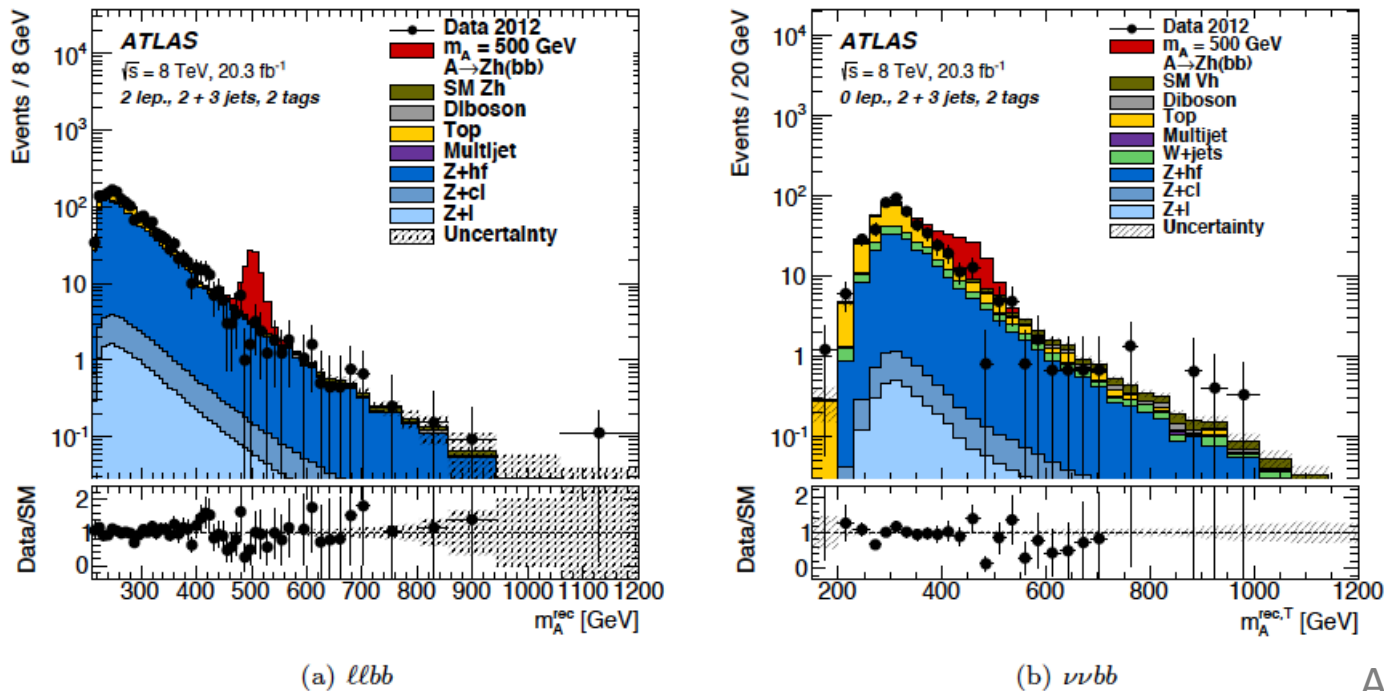 Events / 8 GeV
10⁴
10³
10²
10
1
10⁻¹
ATLAS
√s = 8 TeV, 20.3 fb⁻¹
2 lep., 2 + 3 jets, 2 tags
Data 2012
m_A = 500 GeV
A→Zh(bb)
SM Zh
Diboson
Top
Multijet
Z+hf
Z+cl
Z+l
Uncertainty
Data/SM
2
1
0
300 400 500 600 700 800 900 1000 1100 1200
m_A^rec [GeV]
(a) ℓℓbb
Events / 20 GeV
10⁴
10³
10²
10
1
10⁻¹
ATLAS
√s = 8 TeV, 20.3 fb⁻¹
0 lep., 2 + 3 jets, 2 tags
Data 2012
m_A = 500 GeV
A→Zh(bb)
SM Vh
Diboson
Top
Multijet
W+jets
Z+hf
Z+cl
Z+l
Uncertainty
Data/SM
2
1
0
200 400 600 800 1000 1200
m_A^rec,T [GeV]
(b) ννbb
A